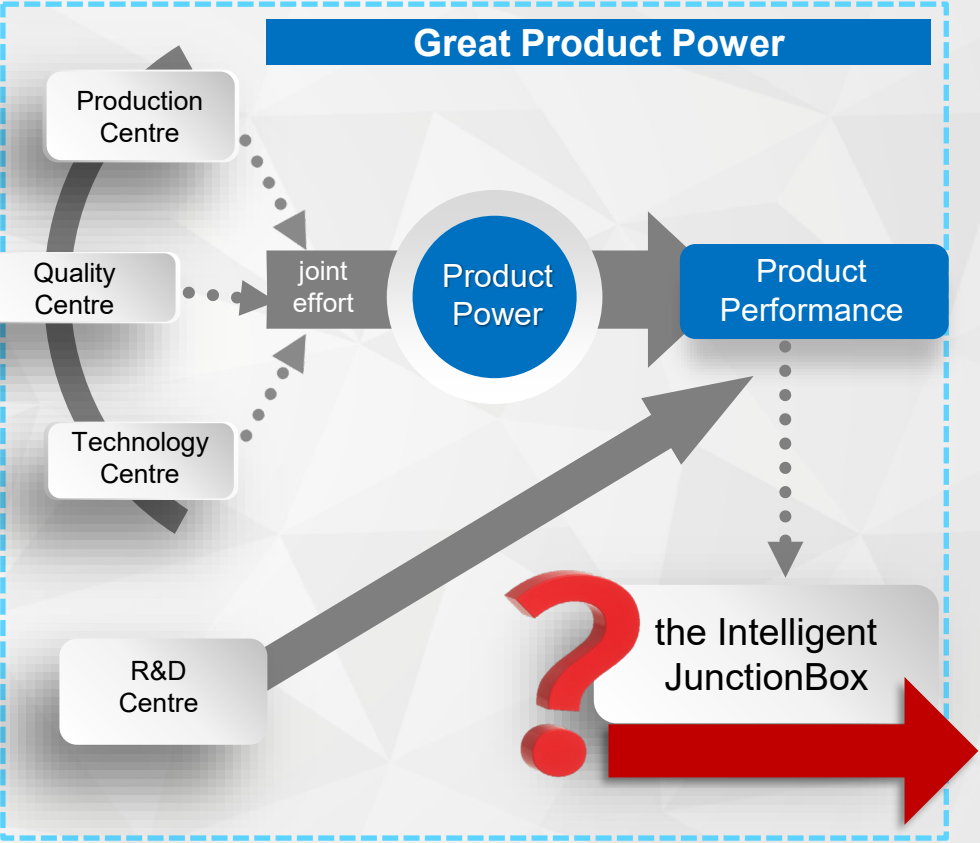 Great Product Power
Production
Centre
Quality
Centre
Technology
Centre
joint
effort
Product
Power
Product
Performance
R&D
Centre
the Intelligent
JunctionBox
?